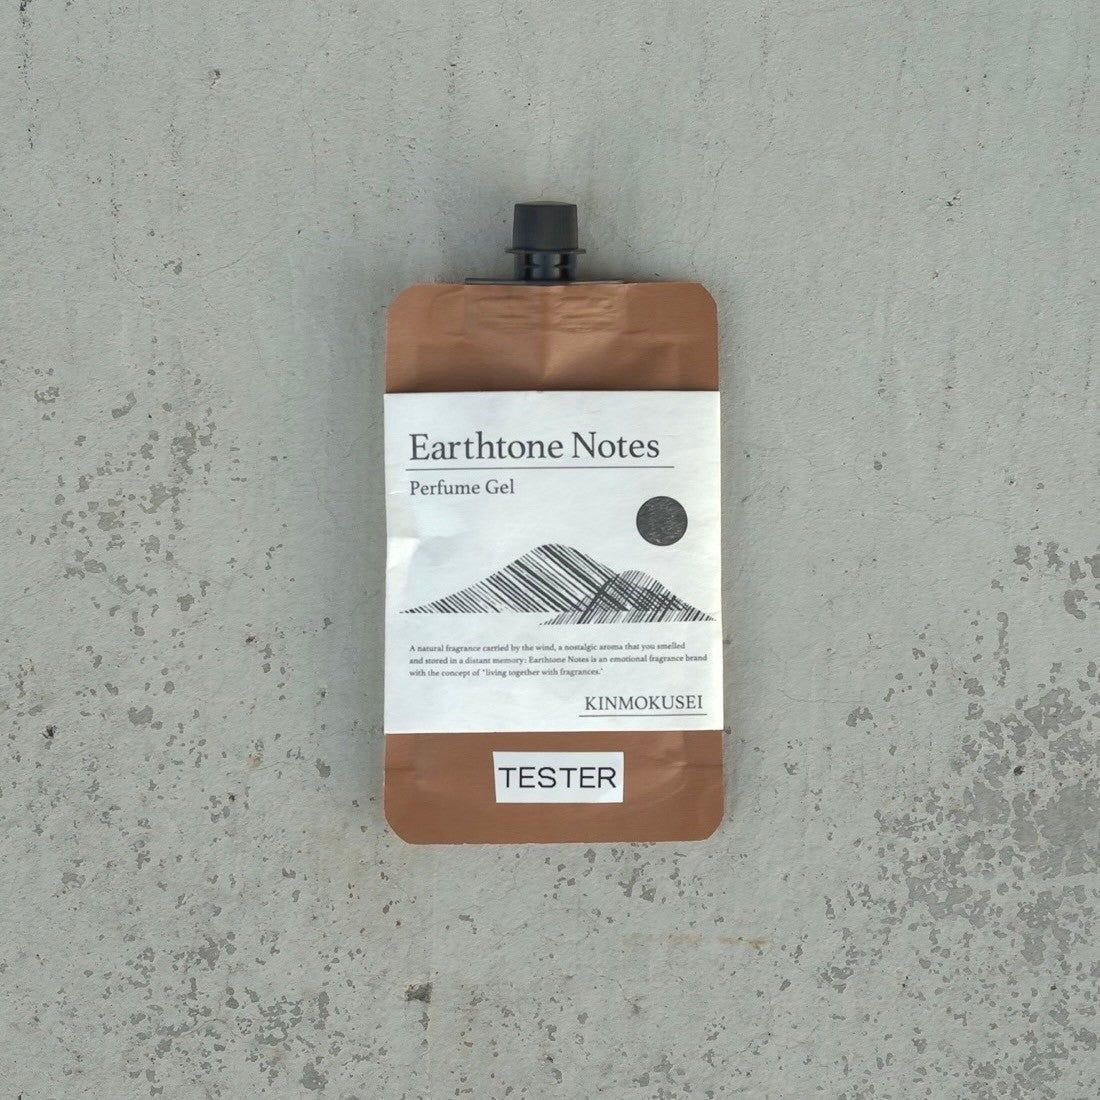 Earthtone Notes
Perfume Gel
A natural fragrance carried by the wind, a nostalgic aroma that you smelled
and stored in a distant memory: Earthtone Notes is an emotional fragrance brand
with the concept of "living together with fragrances."
KINMOKUSEI
TESTER